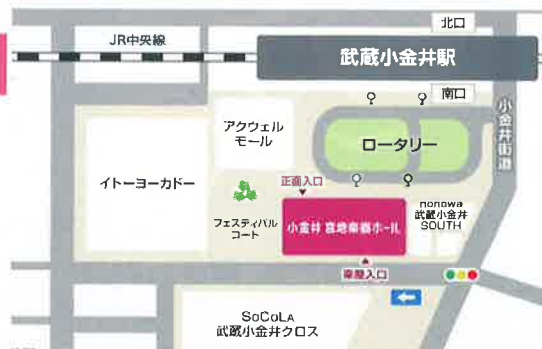 北口
JR中央線
武蔵小金井駅
南口
小金井街道
アクウェル
モール
ロータリー
イトーヨーカドー
正面入口
フェスティバル
コート
小金井 宮地楽器ホール
nonowa
武蔵小金井
SOUTH
楽屋入口
SOCOLA
武蔵小金井クロス